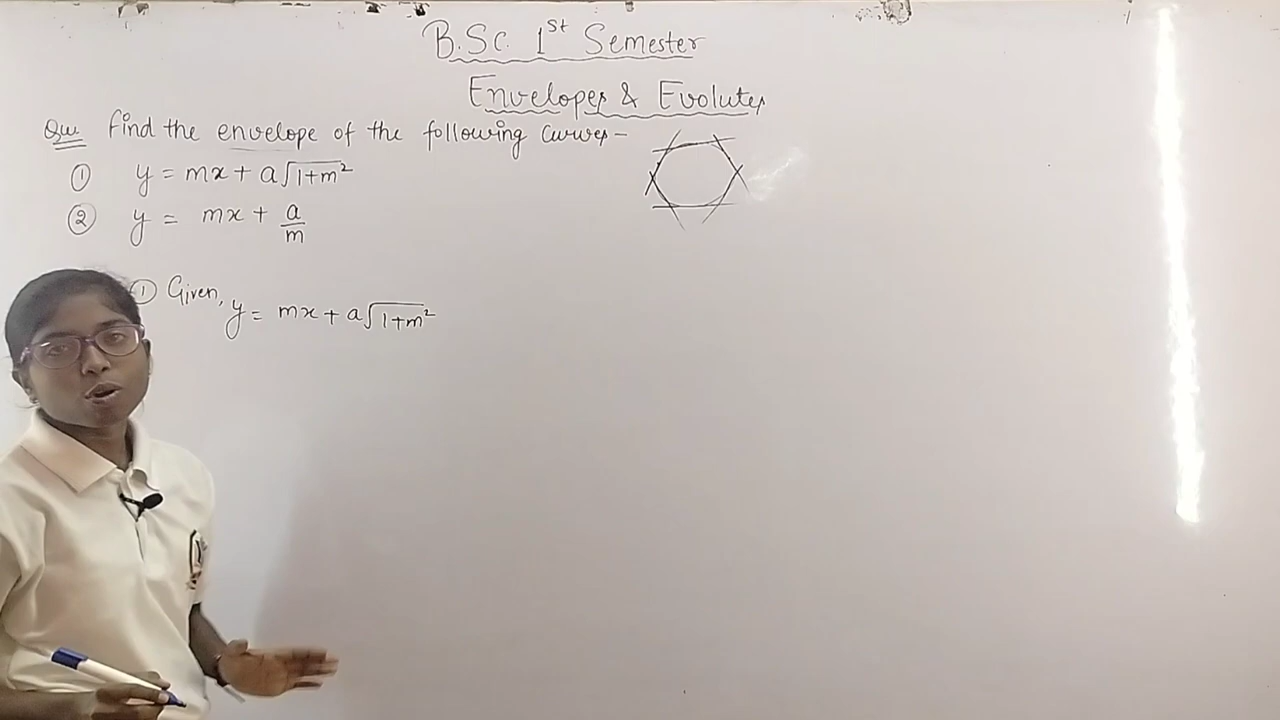 B.Sc. 1st Semester
Envelopes & Evolutes
Que Find the envelope of the following curves-
① y = mx + a√1+m²
② y = mx + a/m
① Given,
y = mx + a√1+m²